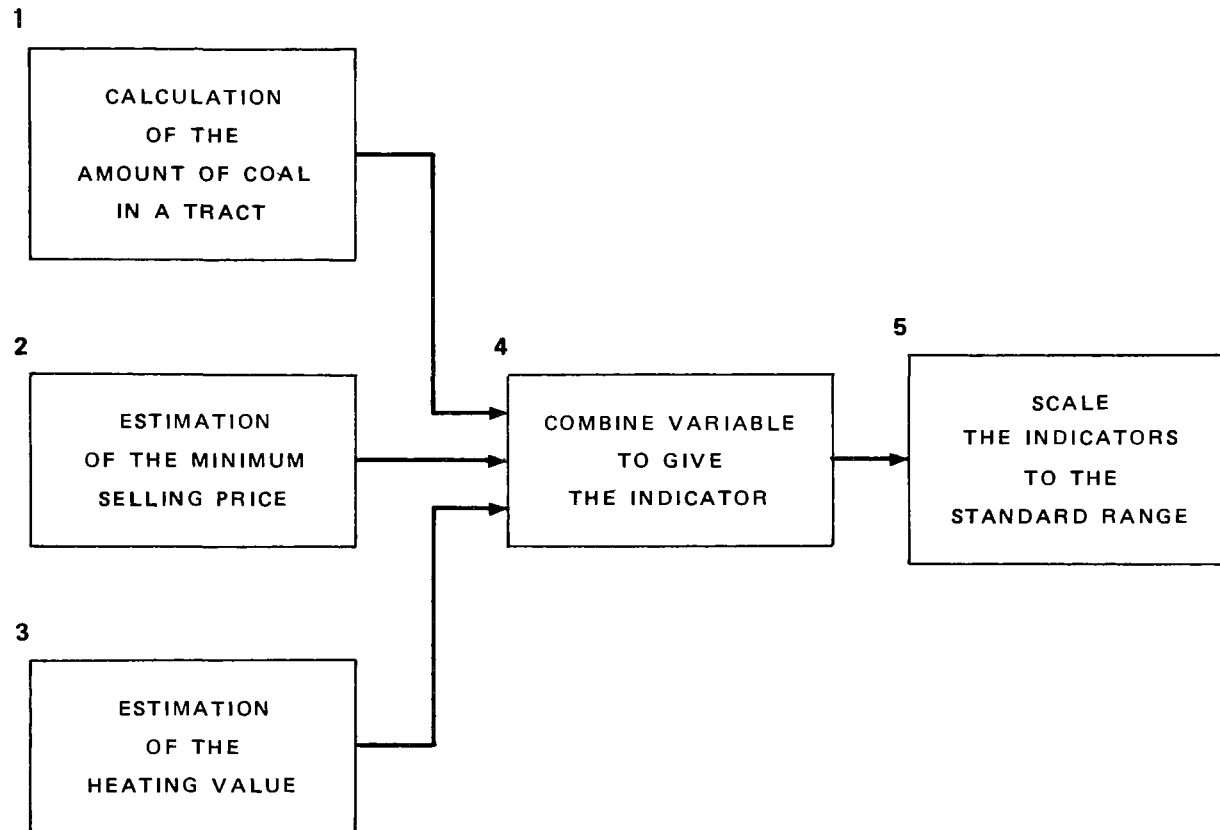 1
CALCULATION
OF THE
AMOUNT OF COAL
IN A TRACT
2
ESTIMATION
OF THE MINIMUM
SELLING PRICE
3
ESTIMATION
OF THE
HEATING VALUE
4
COMBINE VARIABLE
TO GIVE
THE INDICATOR
5
SCALE
THE INDICATORS
TO THE
STANDARD RANGE